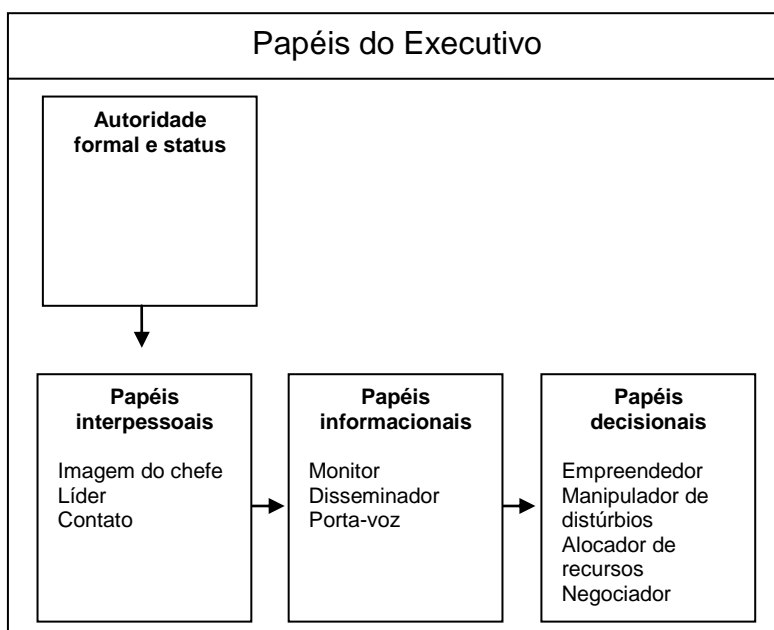 Papéis do Executivo
Autoridade
formal e status
Papéis
interpessoais
Imagem do chefe
Líder
Contato
Papéis
informacionais
Monitor
Disseminador
Porta-voz
Papéis
decisionais
Empreendedor
Manipulador de
distúrbios
Alocador de
recursos
Negociador